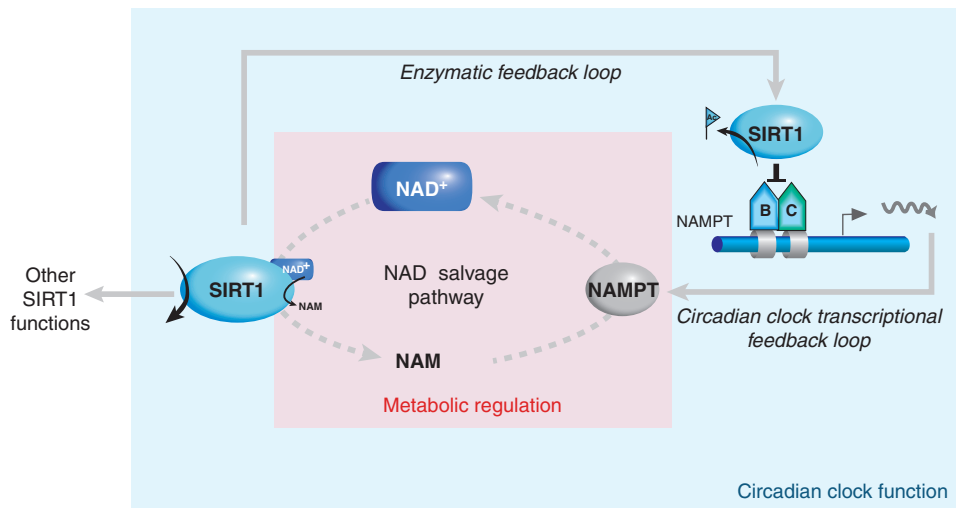 Enzymatic feedback loop
Ac
SIRT1
NAD+
B C
NAMPT
Other
SIRT1
functions
SIRT1
NAD+
NAM
NAD salvage
pathway
NAMPT
Circadian clock transcriptional
feedback loop
NAM
Metabolic regulation
Circadian clock function